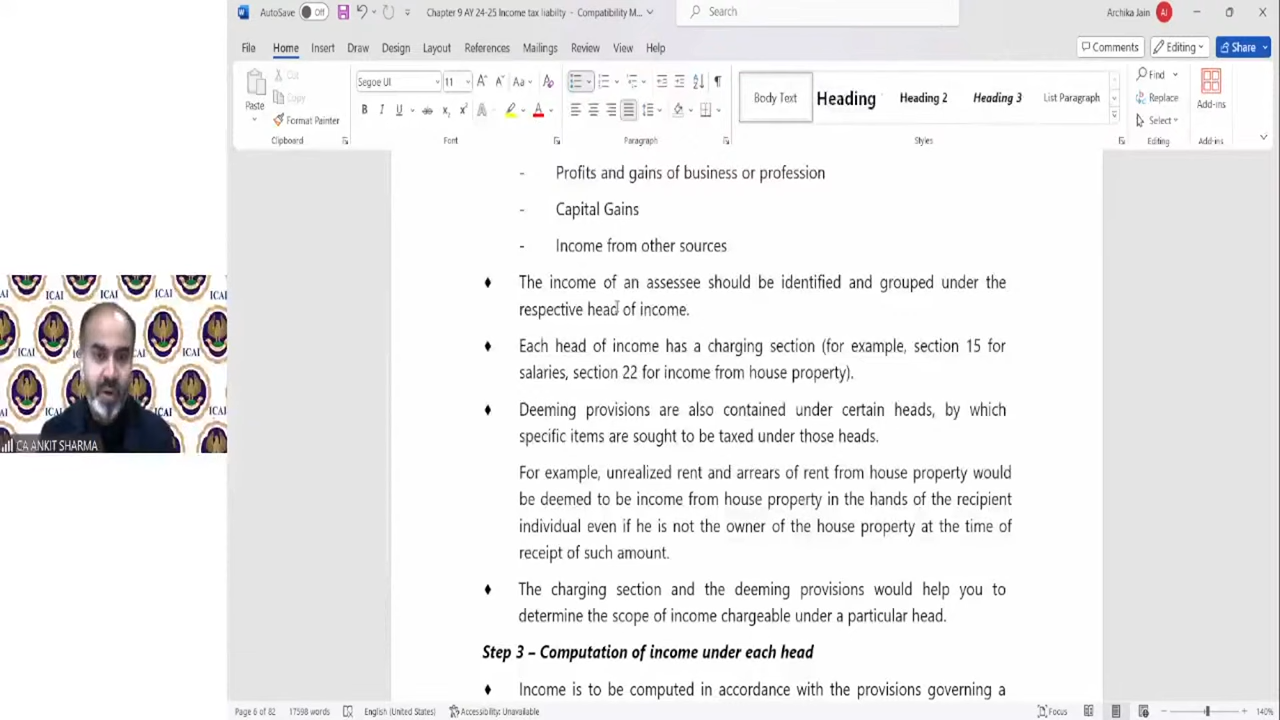 AutoSave Off Chapter 9 AY 24-25 Income tax liabilty - Compatibility M... Search Archika Jain AJ
File Home Insert Draw Design Layout References Mailings Review View Help Comments Editing Share
Paste Cut Copy Format Painter
Clipboard
Segoe UI 11
Font
Paragraph
Body Text Heading Heading 2 Heading 3 List Paragraph
Styles
Find
Replace
Select
Editing
Add-ins
Add-ins
- Profits and gains of business or profession
- Capital Gains
- Income from other sources
♦ The income of an assessee should be identified and grouped under the
respective head of income.
♦ Each head of income has a charging section (for example, section 15 for
salaries, section 22 for income from house property).
♦ Deeming provisions are also contained under certain heads, by which
specific items are sought to be taxed under those heads.
For example, unrealized rent and arrears of rent from house property would
be deemed to be income from house property in the hands of the recipient
individual even if he is not the owner of the house property at the time of
receipt of such amount.
♦ The charging section and the deeming provisions would help you to
determine the scope of income chargeable under a particular head.
Step 3 – Computation of income under each head
♦ Income is to be computed in accordance with the provisions governing a
ICAI
CA ANKIT SHARMA
Page 6 of 82 17598 words English (United States) Accessibility: Unavailable Focus 140%